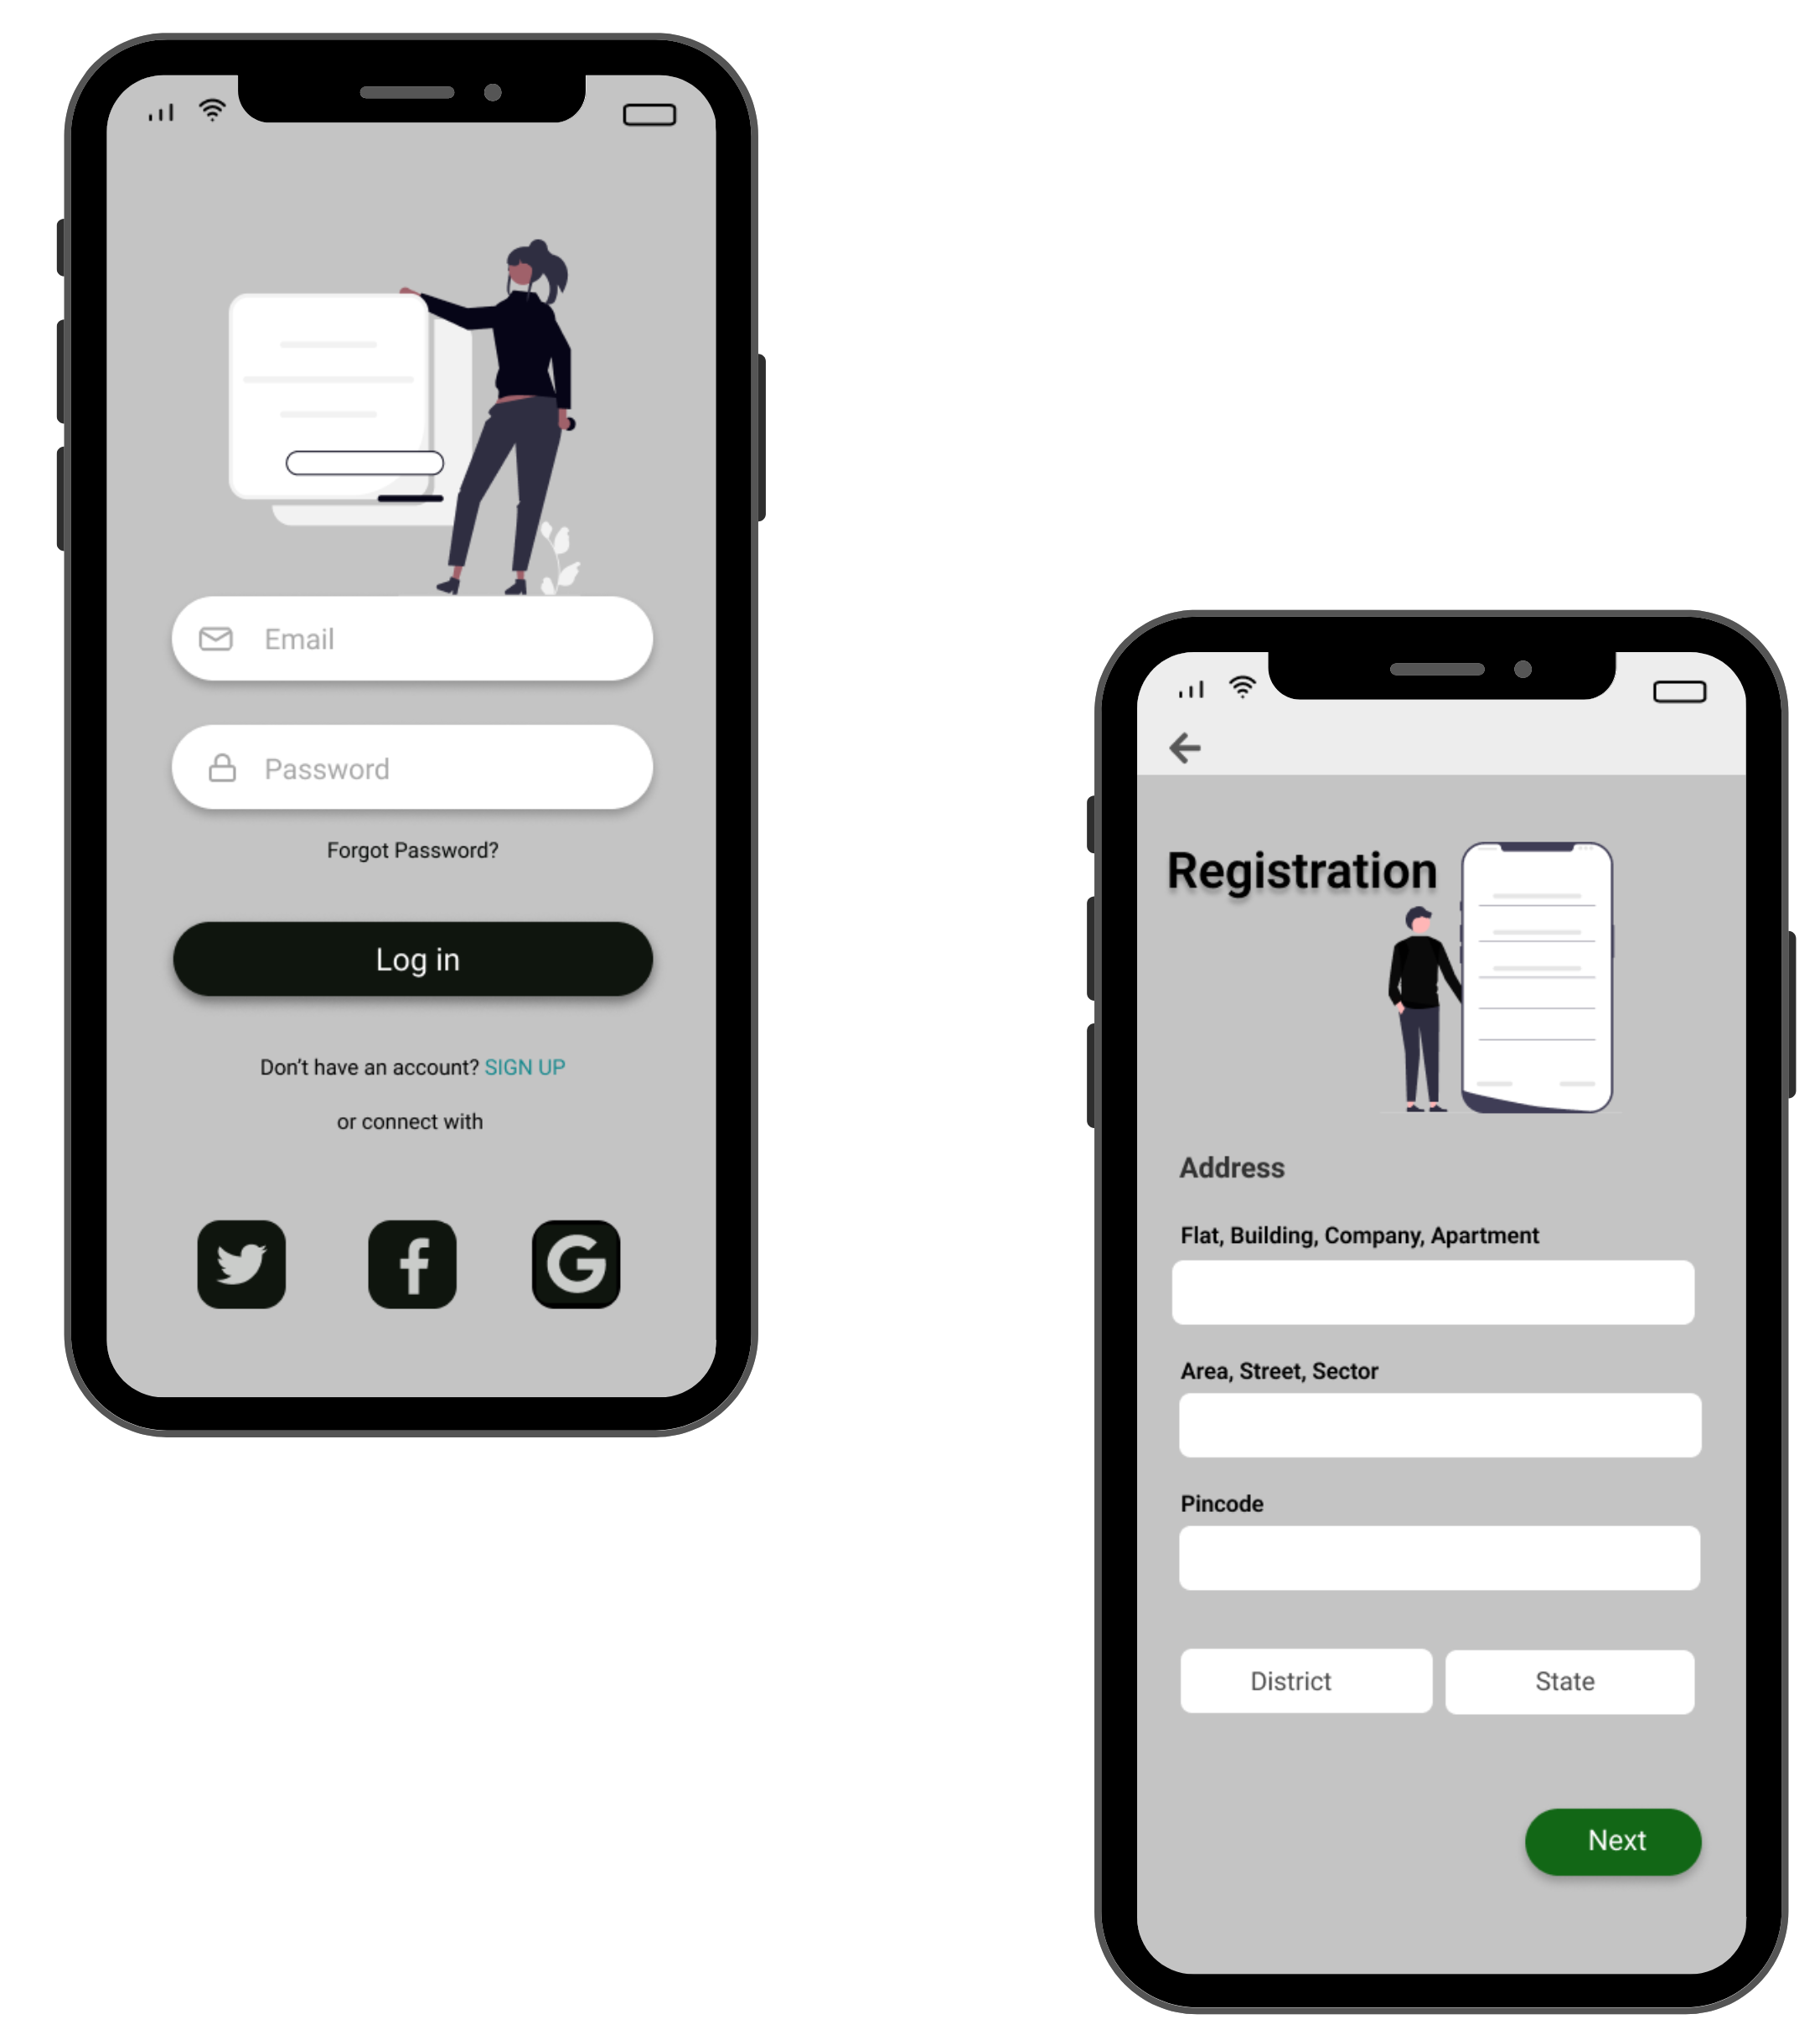 Email
Password
Forgot Password?
Log in
Don't have an account? SIGN UP
or connect with
Registration
Address
Flat, Building, Company, Apartment
Area, Street, Sector
Pincode
District State
Next